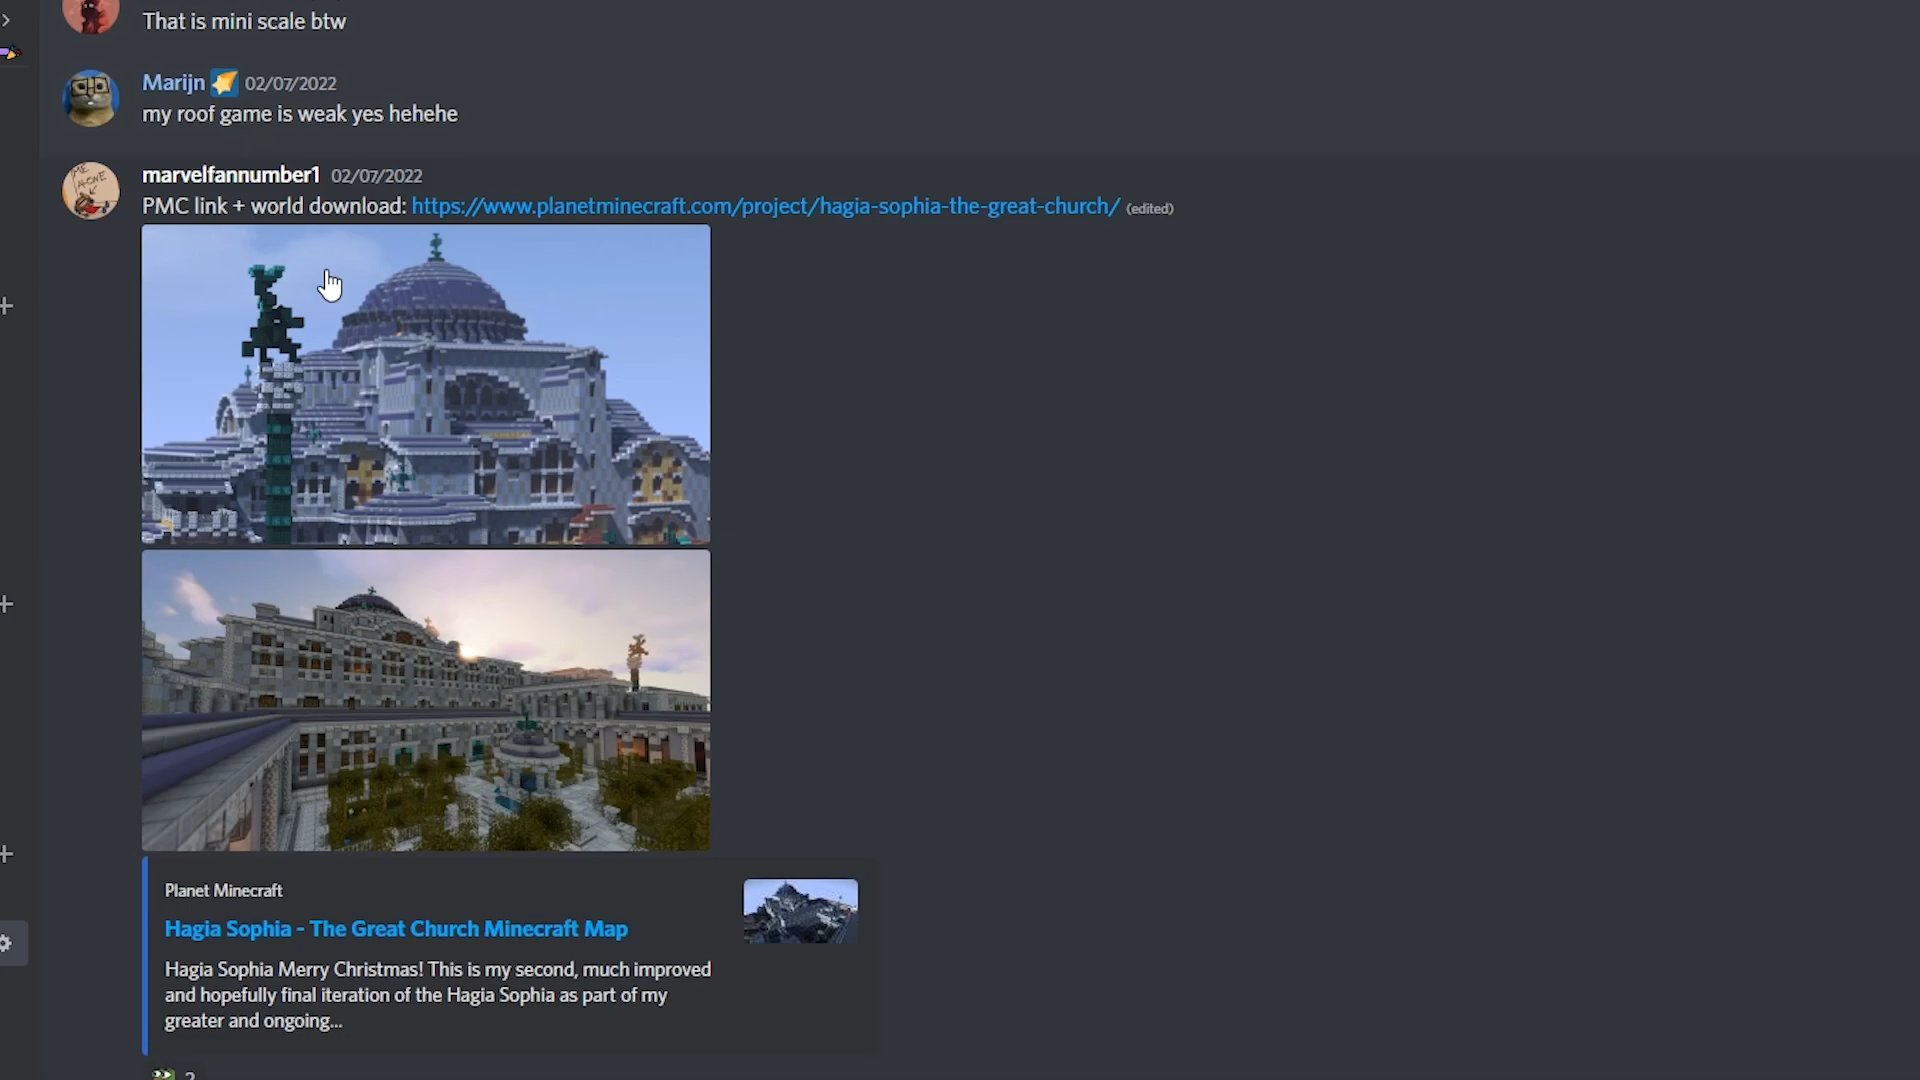 That is mini scale btw
Marijn 02/07/2022
my roof game is weak yes hehehe
marvelfannumber1 02/07/2022
PMC link + world download: https://www.planetminecraft.com/project/hagia-sophia-the-great-church/ (edited)
Planet Minecraft
Hagia Sophia - The Great Church Minecraft Map
Hagia Sophia Merry Christmas! This is my second, much improved
and hopefully final iteration of the Hagia Sophia as part of my
greater and ongoing...